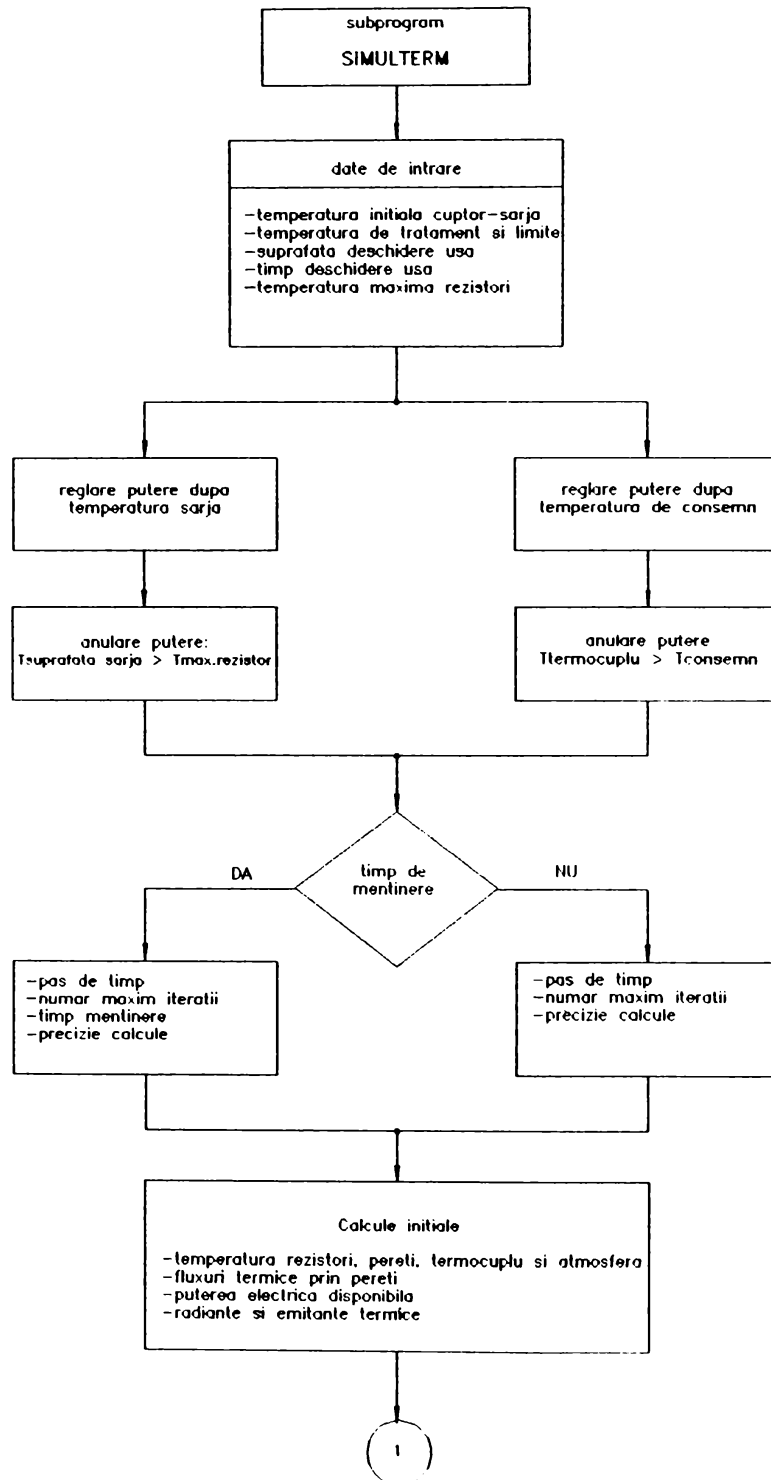 subprogram
SIMULTERM
date de intrare
-temperatura initiala cuptor-sarja
-temperatura de tratament si limite
-suprafata deschidere usa
-timp deschidere usa
-temperatura maxima rezistori
reglare putere dupa
temperatura sarja
reglare putere dupa
temperatura de consemn
anulare putere:
Tsuprafata sarja > Tmax.rezistor
anulare putere
Ttermocuplu > Tconsemn
timp de
mentinere
DA
NU
-pas de timp
-numar maxim iteratii
-timp mentinere
-precizie calcule
-pas de timp
-numar maxim iteratii
-precizie calcule
Calcule initiale
-temperatura rezistori, pereti, termocuplu si atmosfera
-fluxuri termice prin pereti
-puterea electrica disponibila
-radiante si emitante termice
1